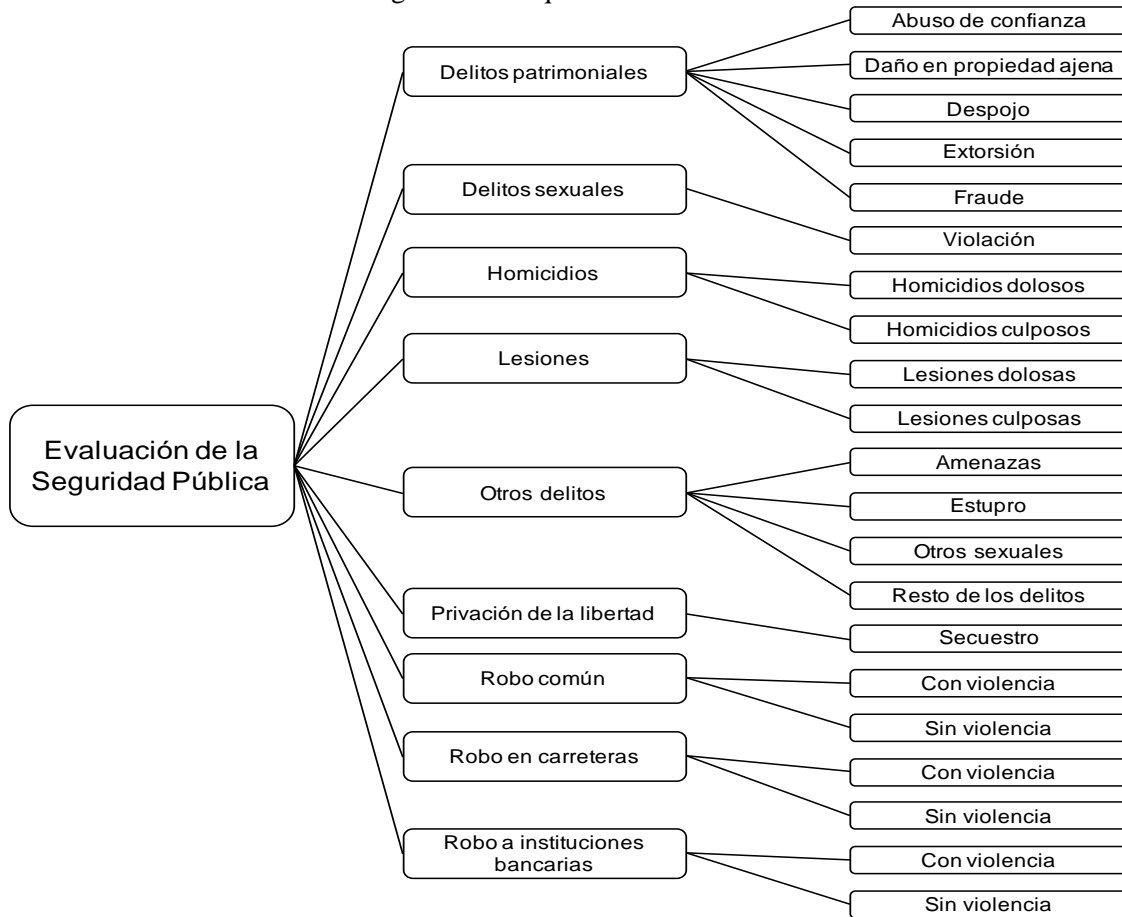 Abuso de confianza
Delitos patrimoniales
Daño en propiedad ajena
Despojo
Extorsión
Fraude
Delitos sexuales
Violación
Homicidios
Homicidios dolosos
Homicidios culposos
Lesiones
Lesiones dolosas
Lesiones culposas
Evaluación de la
Seguridad Pública
Otros delitos
Amenazas
Estupro
Otros sexuales
Resto de los delitos
Privación de la libertad
Secuestro
Robo común
Con violencia
Sin violencia
Robo en carreteras
Con violencia
Sin violencia
Robo a instituciones
bancarias
Con violencia
Sin violencia